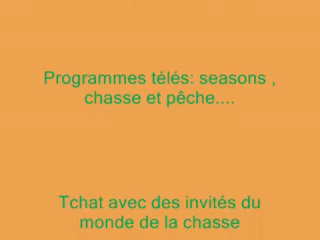 Programmes télés: seasons ,
chasse et pêche....
Tchat avec des invités du
monde de la chasse